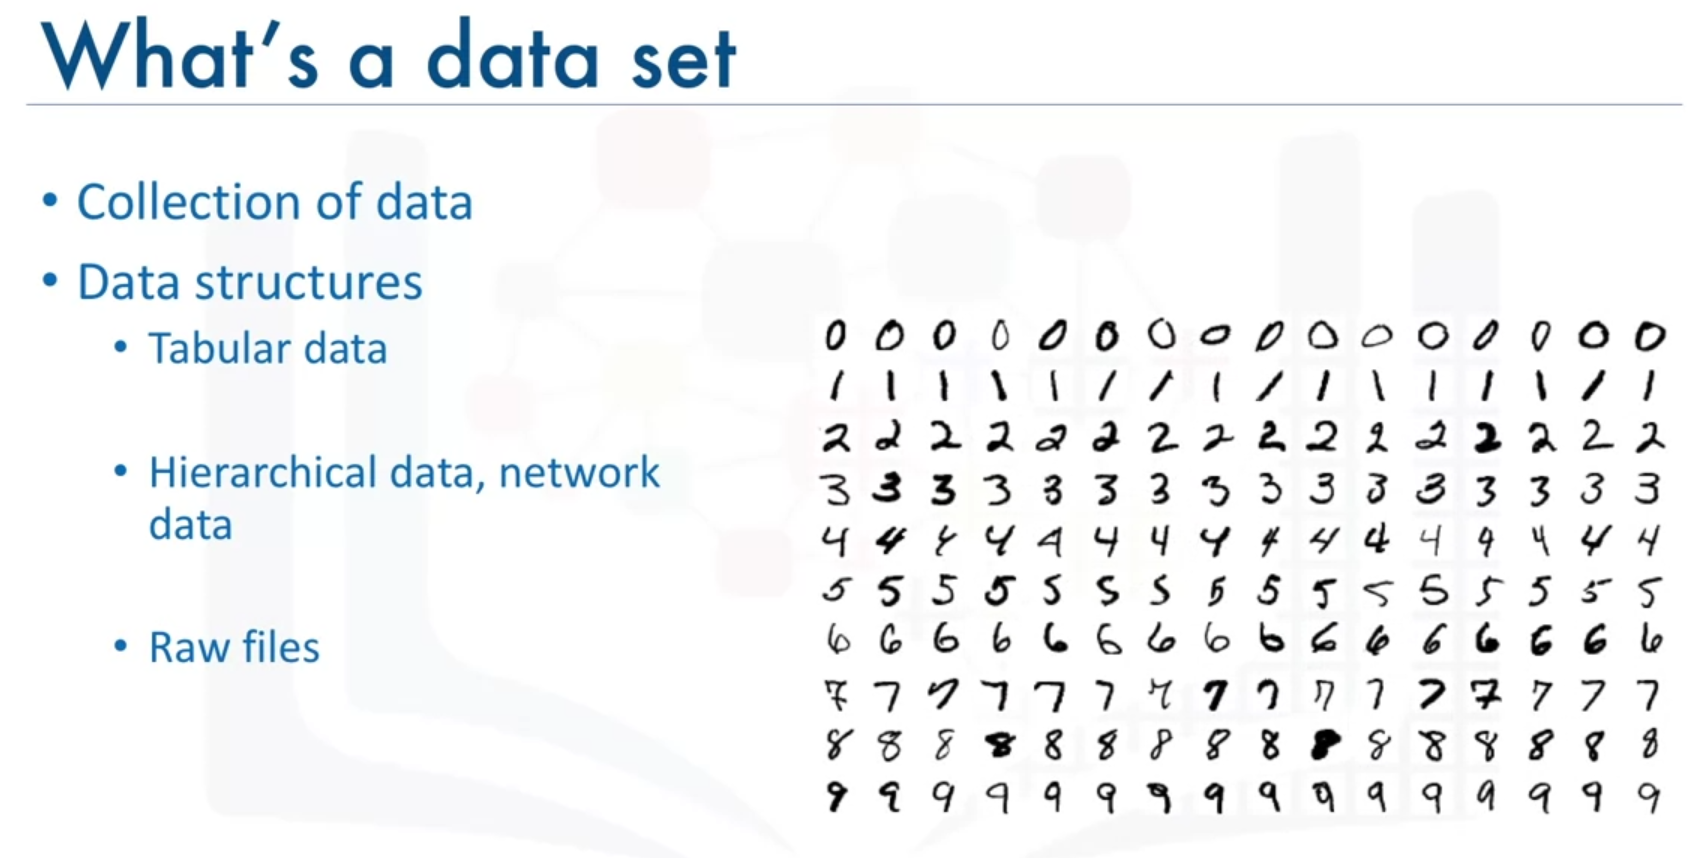 What's a data set
• Collection of data
• Data structures
• Tabular data
• Hierarchical data, network
data
• Raw files
0 0 0 0 0 0 0 0 0 0 0 0 0 0 0 0
1 1 1 1 1 1 1 1 1 1 1 1 1 1 1 1
2 2 2 2 2 2 2 2 2 2 2 2 2 2 2 2
3 3 3 3 3 3 3 3 3 3 3 3 3 3 3 3
4 4 4 4 4 4 4 4 4 4 4 4 4 4 4 4
5 5 5 5 5 5 5 5 5 5 5 5 5 5 5 5
6 6 6 6 6 6 6 6 6 6 6 6 6 6 6 6
7 7 7 7 7 7 7 7 7 7 7 7 7 7 7 7
8 8 8 8 8 8 8 8 8 8 8 8 8 8 8 8
9 9 9 9 9 9 9 9 9 9 9 9 9 9 9 9